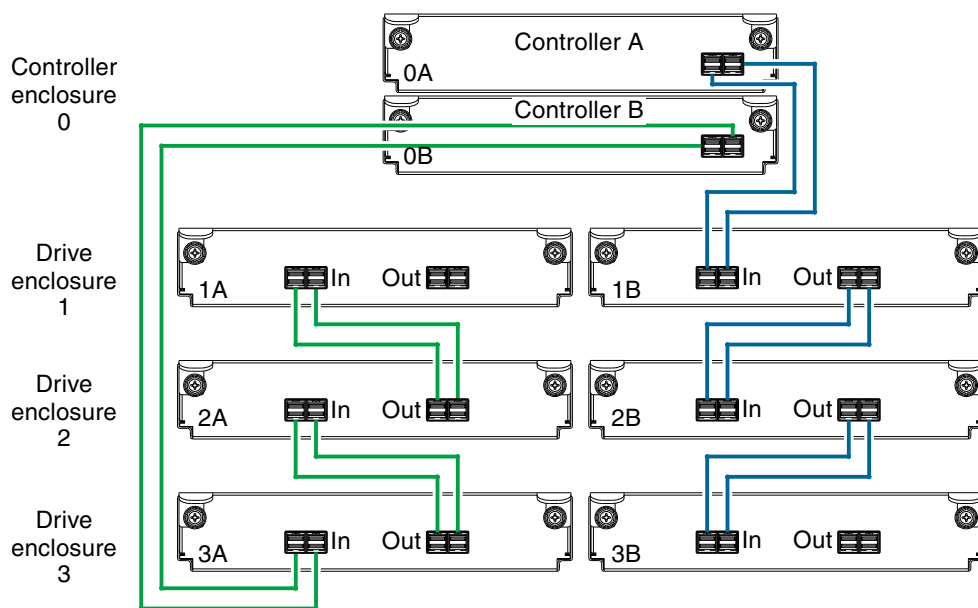 Controller
enclosure
0
Controller A
0A
Controller B
0B
Drive
enclosure
1
1A
In
Out
1B
In
Out
Drive
enclosure
2
2A
In
Out
2B
In
Out
Drive
enclosure
3
3A
In
Out
3B
In
Out